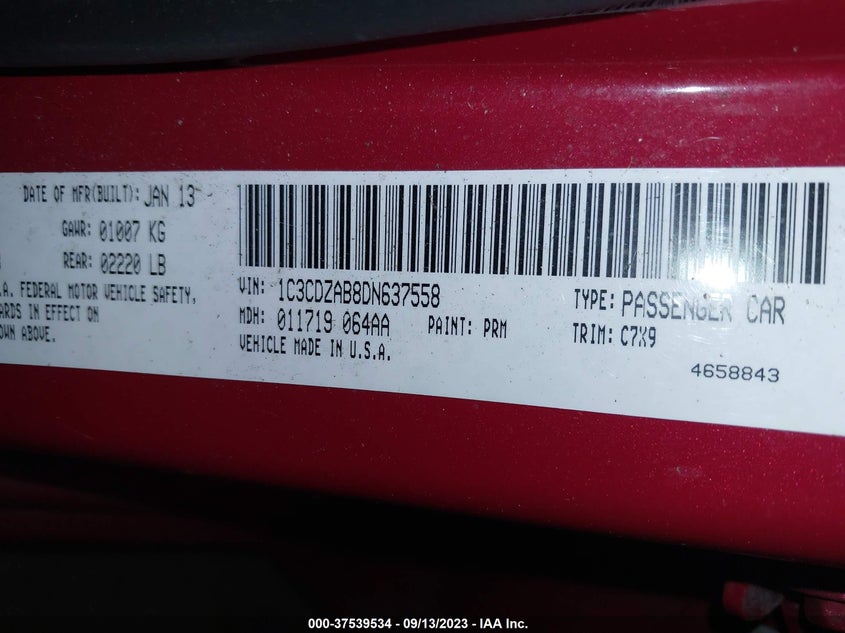 DATE OF MFR(BUILT): JAN 13
GAWR: 01007 KG
REAR: 02220 LB
.A. FEDERAL MOTOR VEHICLE SAFETY,
ARDS IN EFFECT ON
OWN ABOVE.
VIN: 1C3CDZAB8DN637558
TYPE: PASSENGER CAR
MDH: 011719 064AA PAINT: PRM
TRIM: C7X9
VEHICLE MADE IN U.S.A.
4658843
000-37539534 - 09/13/2023 - IAA Inc.